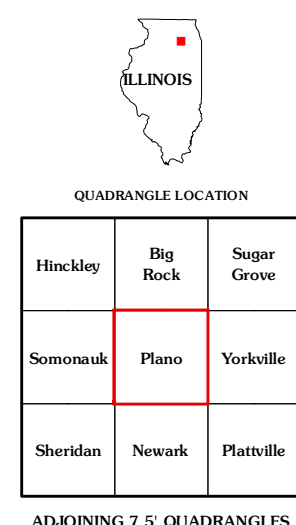 ILLINOIS
QUADRANGLE LOCATION
Hinckley
Big
Rock
Sugar
Grove
Somonauk
Plano
Yorkville
Sheridan
Newark
Plattville
ADJOINING 7.5' QUADRANGLES